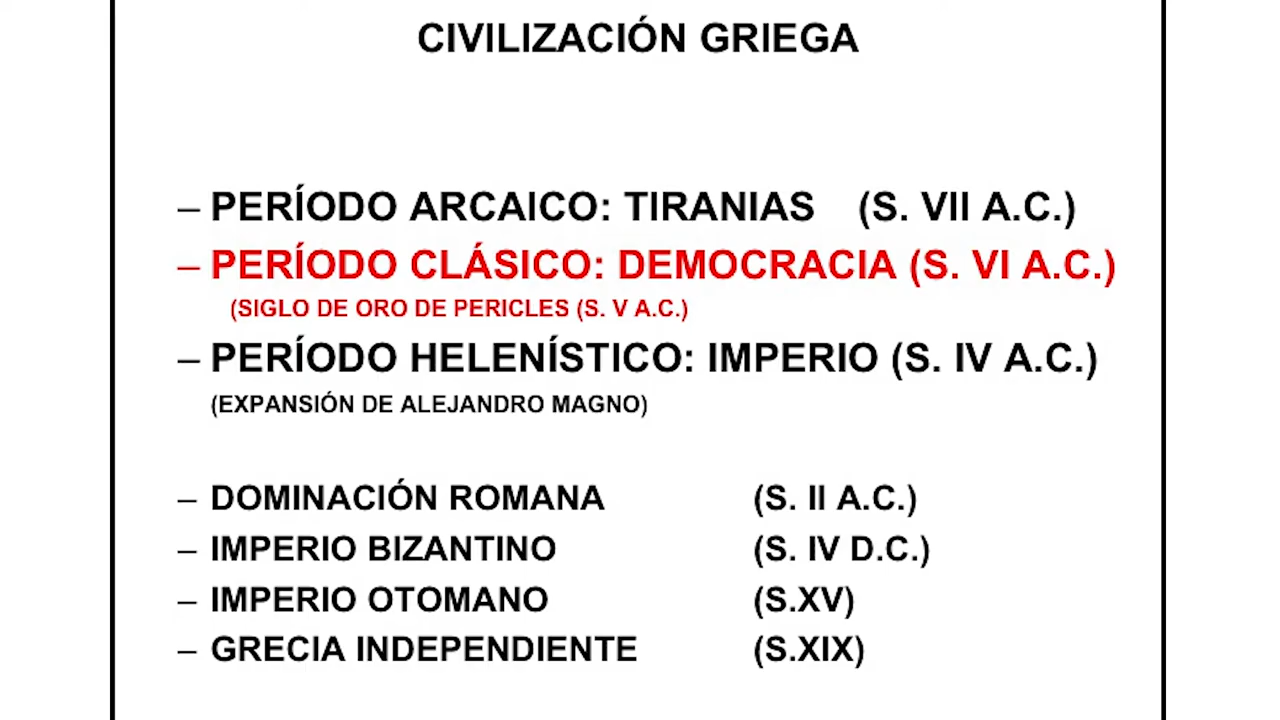 CIVILIZACIÓN GRIEGA
– PERÍODO ARCAICO: TIRANIAS (S. VII A.C.)
– PERÍODO CLÁSICO: DEMOCRACIA (S. VI A.C.)
(SIGLO DE ORO DE PERICLES (S. V A.C.)
– PERÍODO HELENÍSTICO: IMPERIO (S. IV A.C.)
(EXPANSIÓN DE ALEJANDRO MAGNO)
– DOMINACIÓN ROMANA (S. II A.C.)
– IMPERIO BIZANTINO (S. IV D.C.)
– IMPERIO OTOMANO (S.XV)
– GRECIA INDEPENDIENTE (S.XIX)